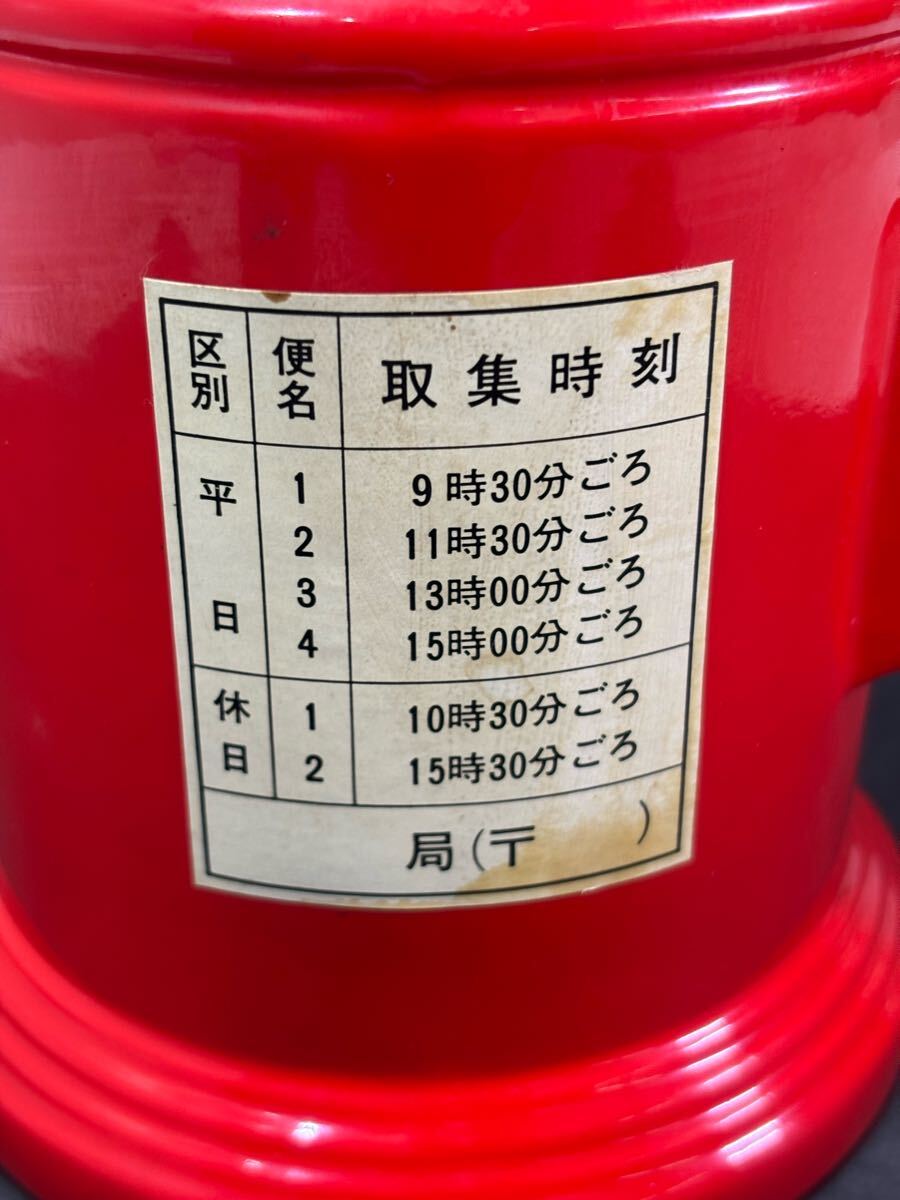 区別 便名 取集時刻
平日 1 9時30分ごろ
2 11時30分ごろ
3 13時00分ごろ
4 15時00分ごろ
休日 1 10時30分ごろ
2 15時30分ごろ
局(〒 )